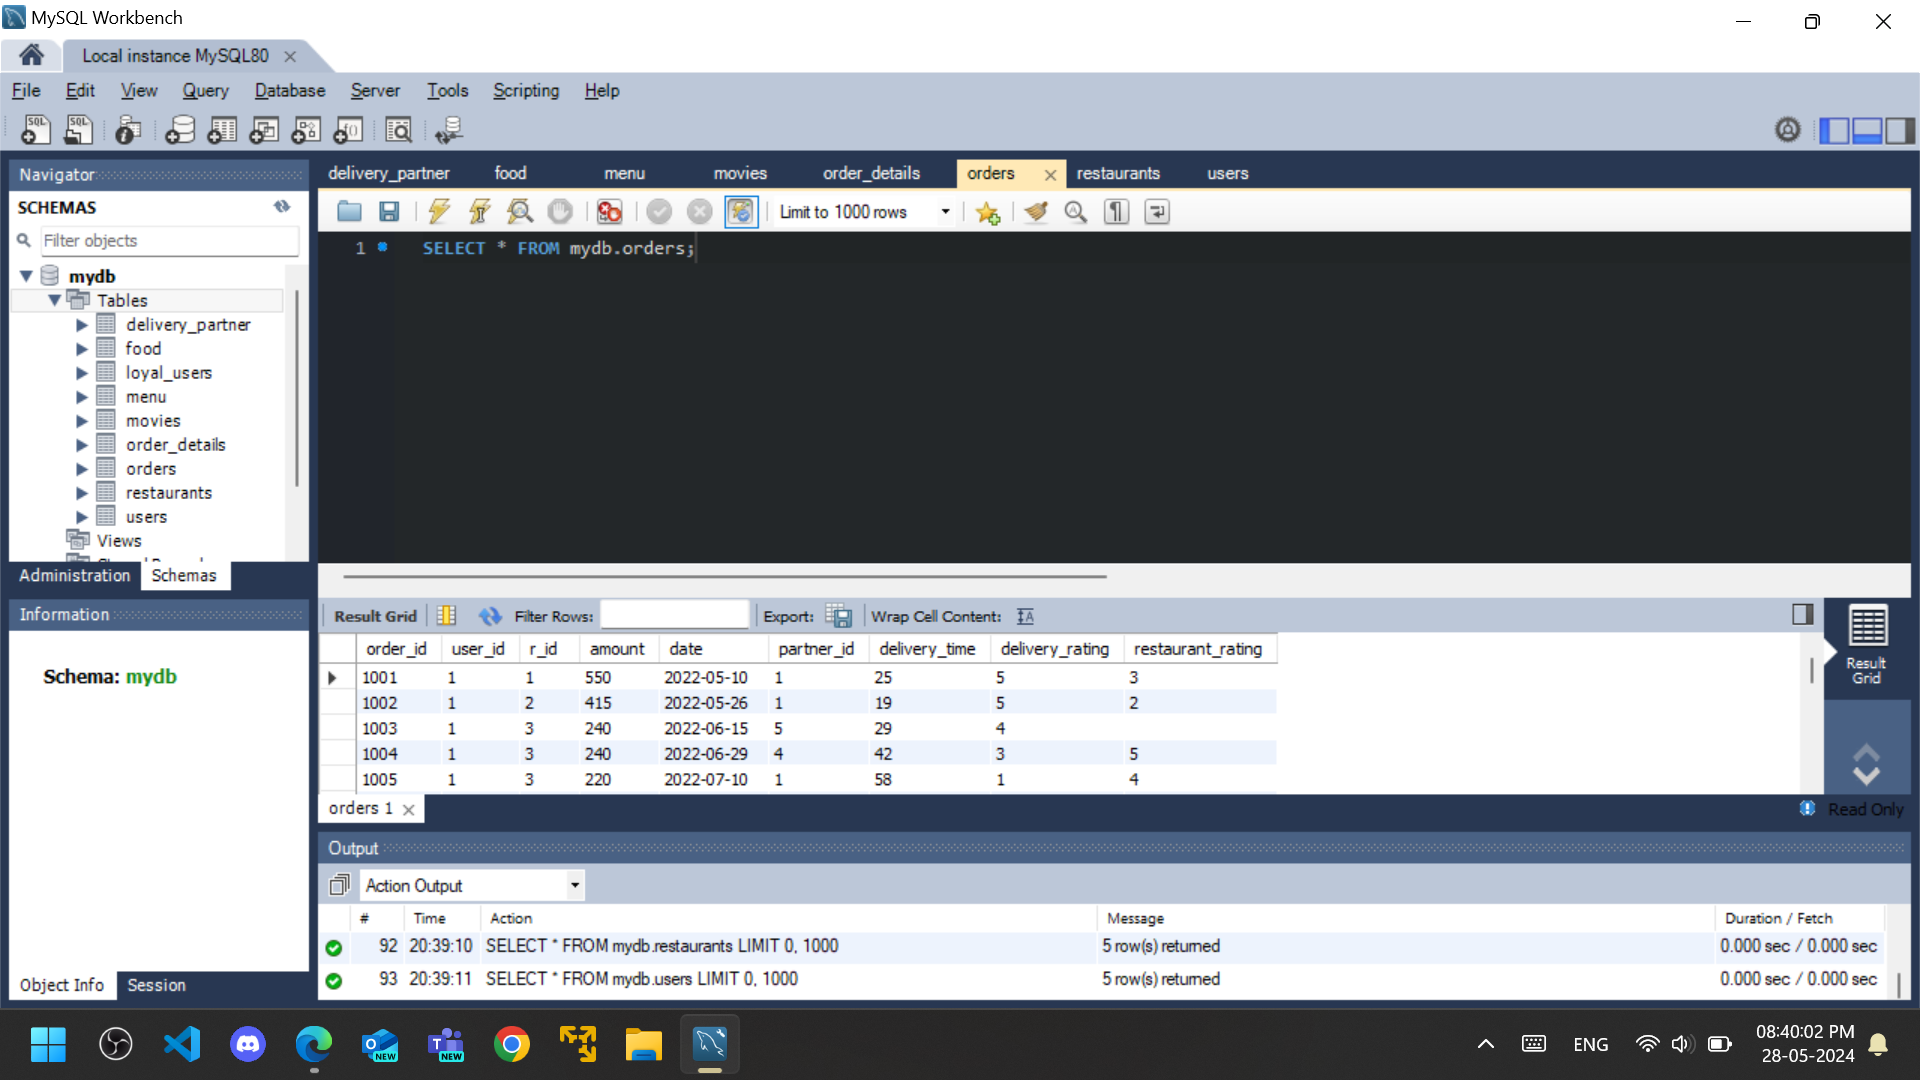 MySQL Workbench
Local instance MySQL80
File Edit View Query Database Server Tools Scripting Help
Navigator
SCHEMAS
Filter objects
mydb
Tables
delivery_partner
food
loyal_users
menu
movies
order_details
orders
restaurants
users
Views
Administration Schemas
Information
Schema: mydb
Object Info Session
delivery_partner food menu movies order_details orders restaurants users
Limit to 1000 rows
1 SELECT * FROM mydb.orders;
Result Grid Filter Rows: Export: Wrap Cell Content:
order_id user_id r_id amount date partner_id delivery_time delivery_rating restaurant_rating
1001 1 1 550 2022-05-10 1 25 5 3
1002 1 2 415 2022-05-26 1 19 5 2
1003 1 3 240 2022-06-15 5 29 4
1004 1 3 240 2022-06-29 4 42 3 5
1005 1 3 220 2022-07-10 1 58 1 4
Result
Grid
orders 1
Read Only
Output
Action Output
# Time Action Message Duration / Fetch
92 20:39:10 SELECT * FROM mydb.restaurants LIMIT 0, 1000 5 row(s) returned 0.000 sec / 0.000 sec
93 20:39:11 SELECT * FROM mydb.users LIMIT 0, 1000 5 row(s) returned 0.000 sec / 0.000 sec
ENG
08:40:02 PM
28-05-2024